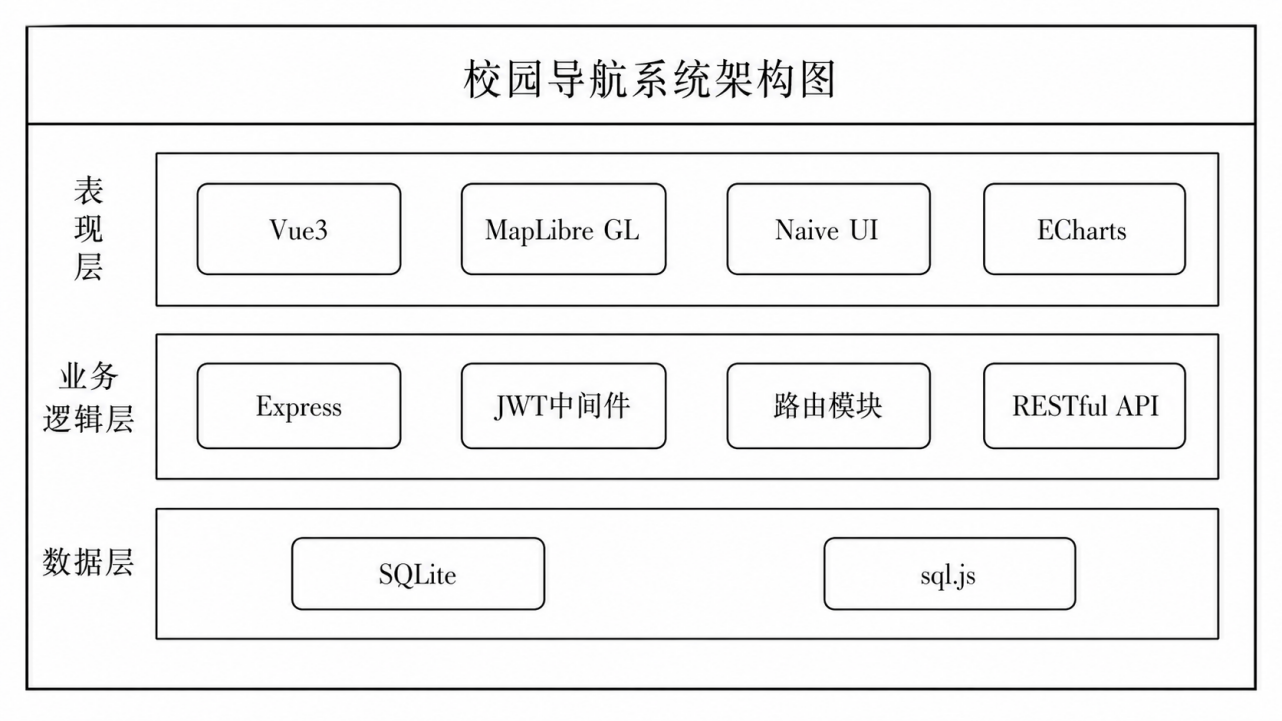 校园导航系统架构图
表
现
层
Vue3
MapLibre GL
Naive UI
ECharts
业务
逻辑层
Express
JWT中间件
路由模块
RESTful API
数据层
SQLite
sql.js